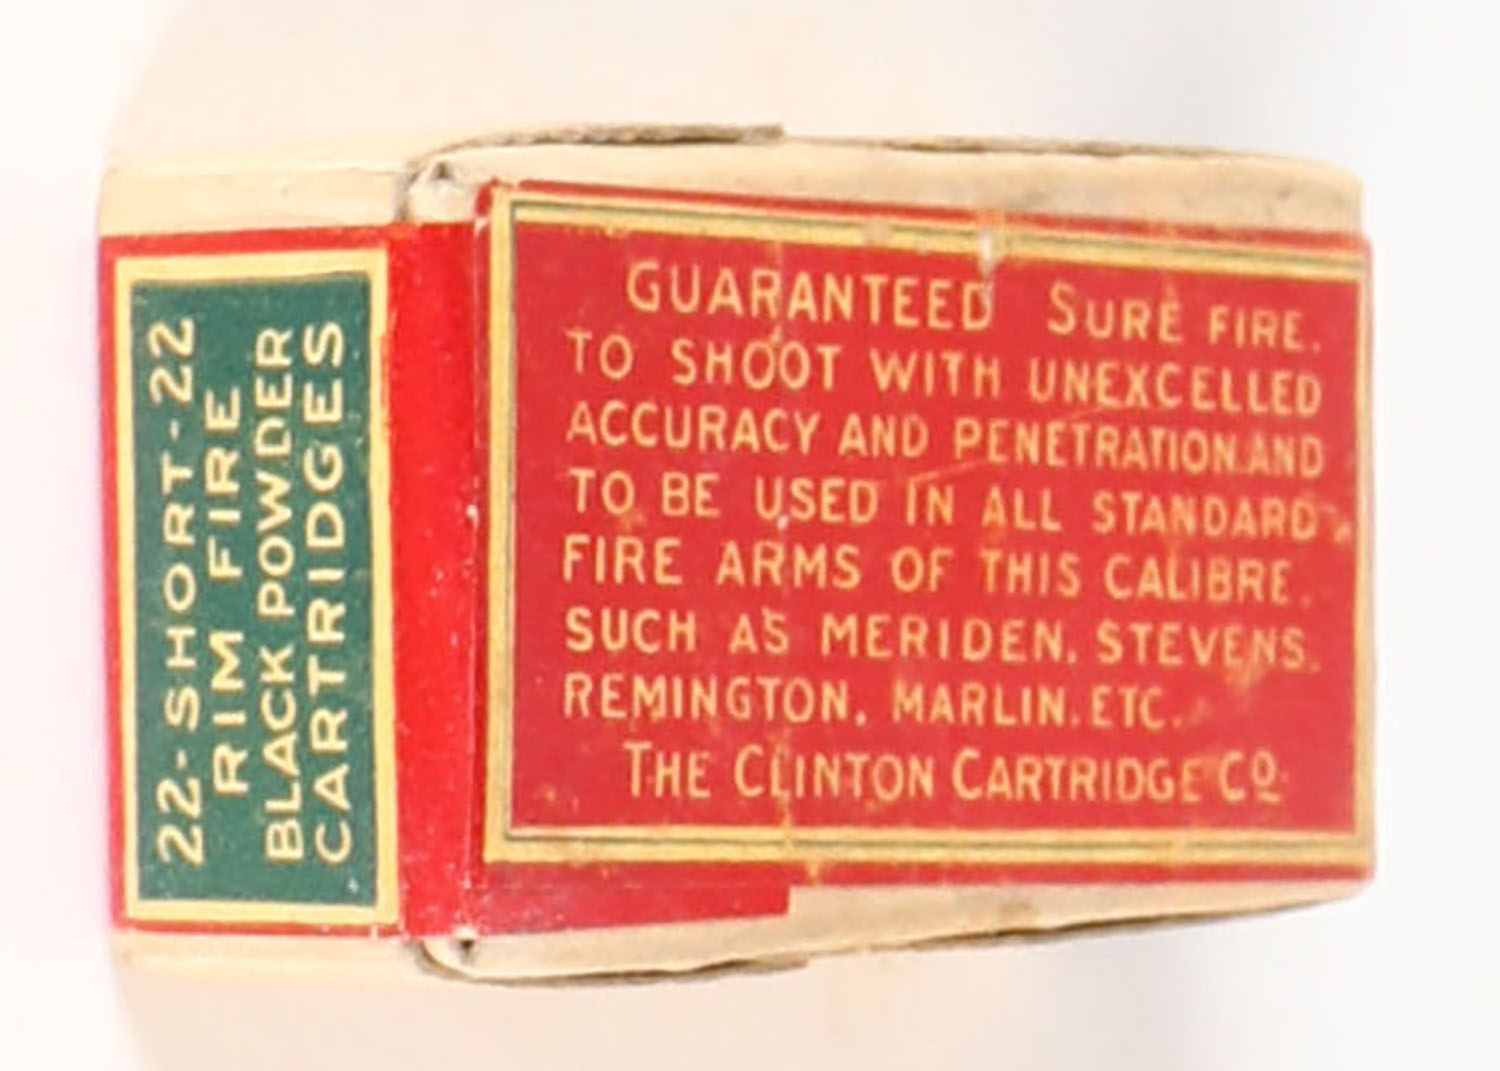 22-SHORT-22
RIM FIRE
BLACK POWDER
CARTRIDGES
GUARANTEED SURE FIRE.
TO SHOOT WITH UNEXCELLED
ACCURACY AND PENETRATION AND
TO BE USED IN ALL STANDARD
FIRE ARMS OF THIS CALIBRE.
SUCH AS MERIDEN, STEVENS.
REMINGTON, MARLIN. ETC.
THE CLINTON CARTRIDGE Cº.